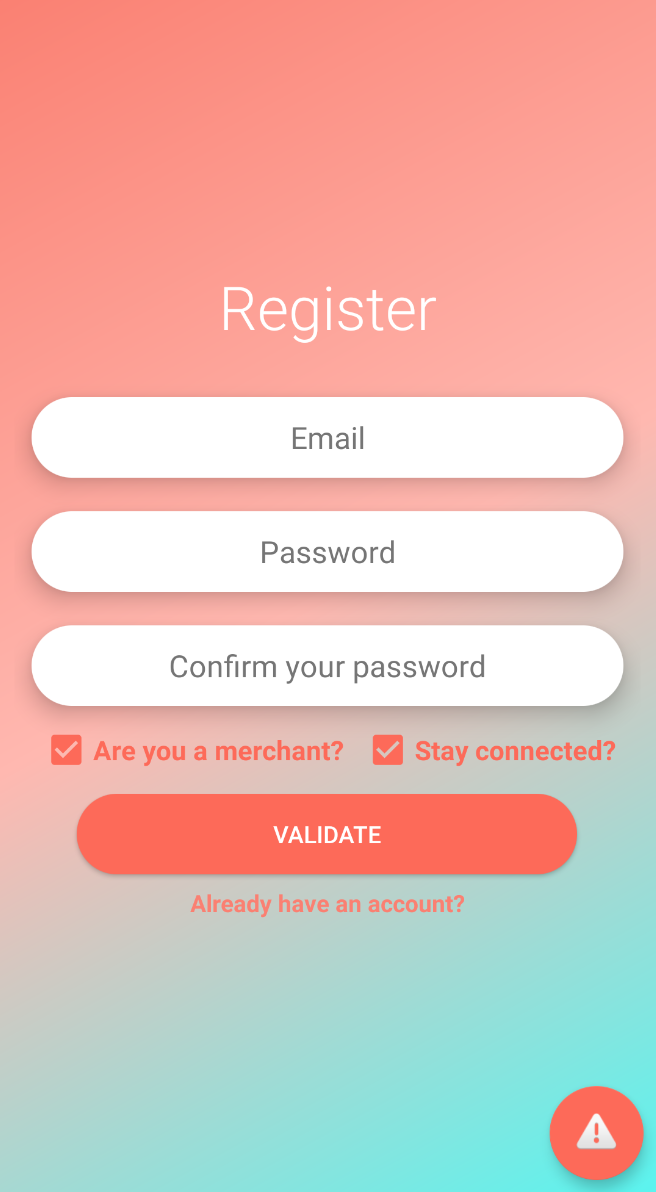 Register
Email
Password
Confirm your password
Are you a merchant? Stay connected?
VALIDATE
Already have an account?